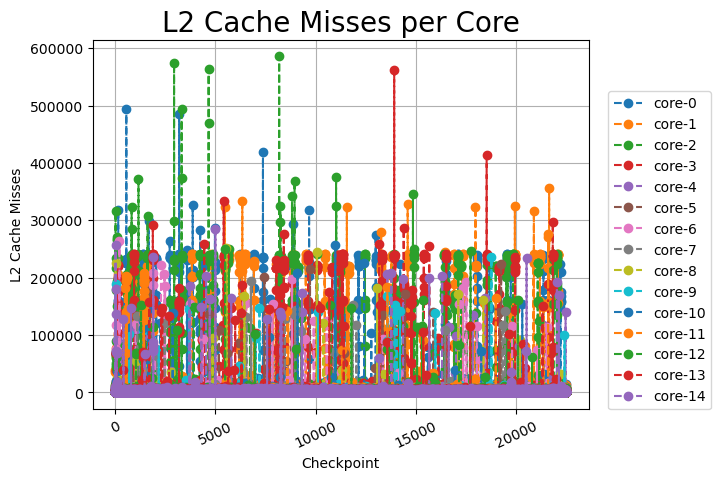 L2 Cache Misses per Core
600000
500000
400000
300000
200000
100000
0
L2 Cache Misses
0
5000
10000
15000
20000
Checkpoint
core-0
core-1
core-2
core-3
core-4
core-5
core-6
core-7
core-8
core-9
core-10
core-11
core-12
core-13
core-14